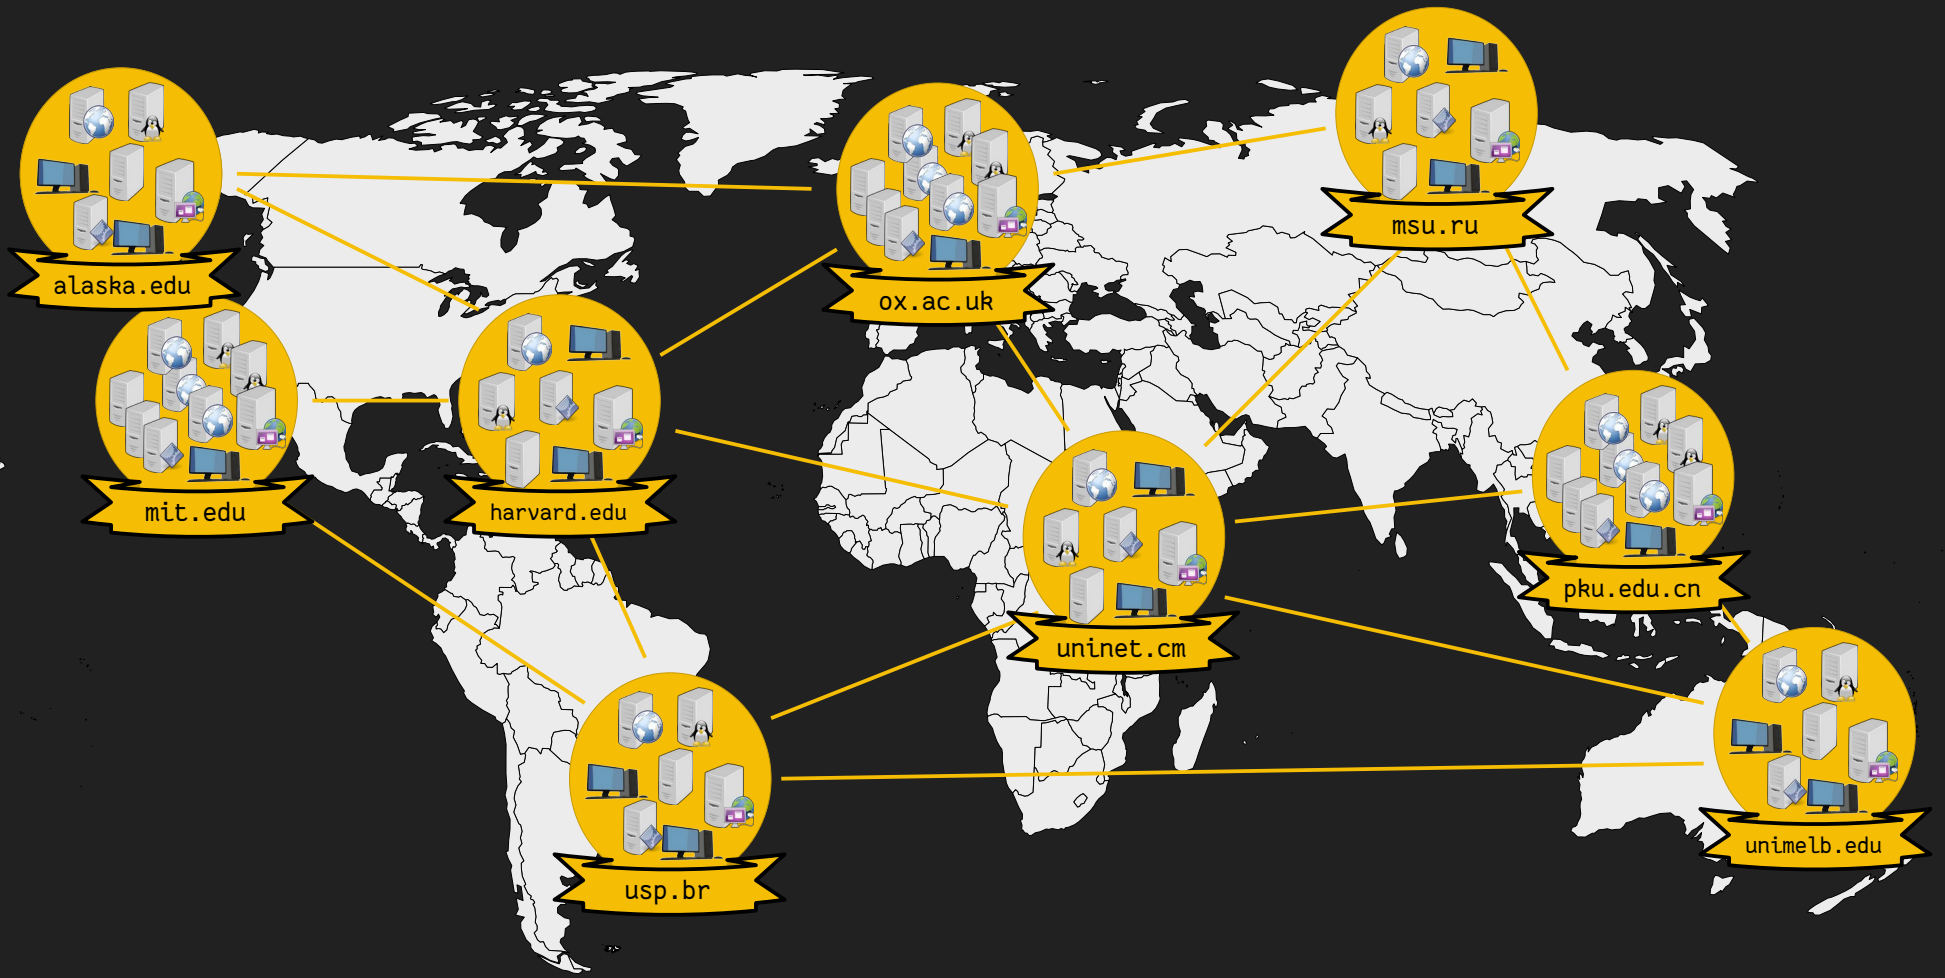 alaska.edu
ox.ac.uk
msu.ru
mit.edu
harvard.edu
uninet.cm
pku.edu.cn
usp.br
unimelb.edu